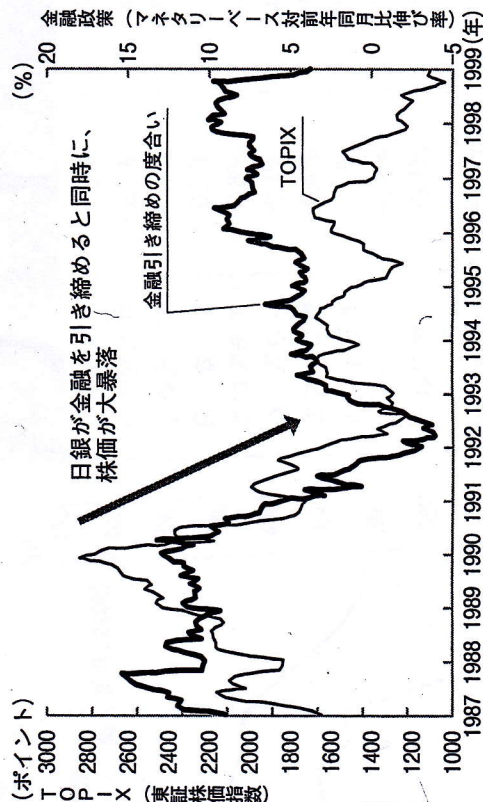 (ポイント)
TOPIX
(東証株価指数)
(%)
金融政策
(マネタリーベース対前年同月比伸び率)
2800
2600
2400
2200
2000
1800
1600
1400
1200
1000
20
15
10
5
4
0
-5
日銀が金融を引き締めると同時に、
株価が大暴落
金融引き締めの度合い
TOPIX
1987 1988 1989 1990 1991 1992 1993 1994 1995 1996 1997 1998 1999(年)